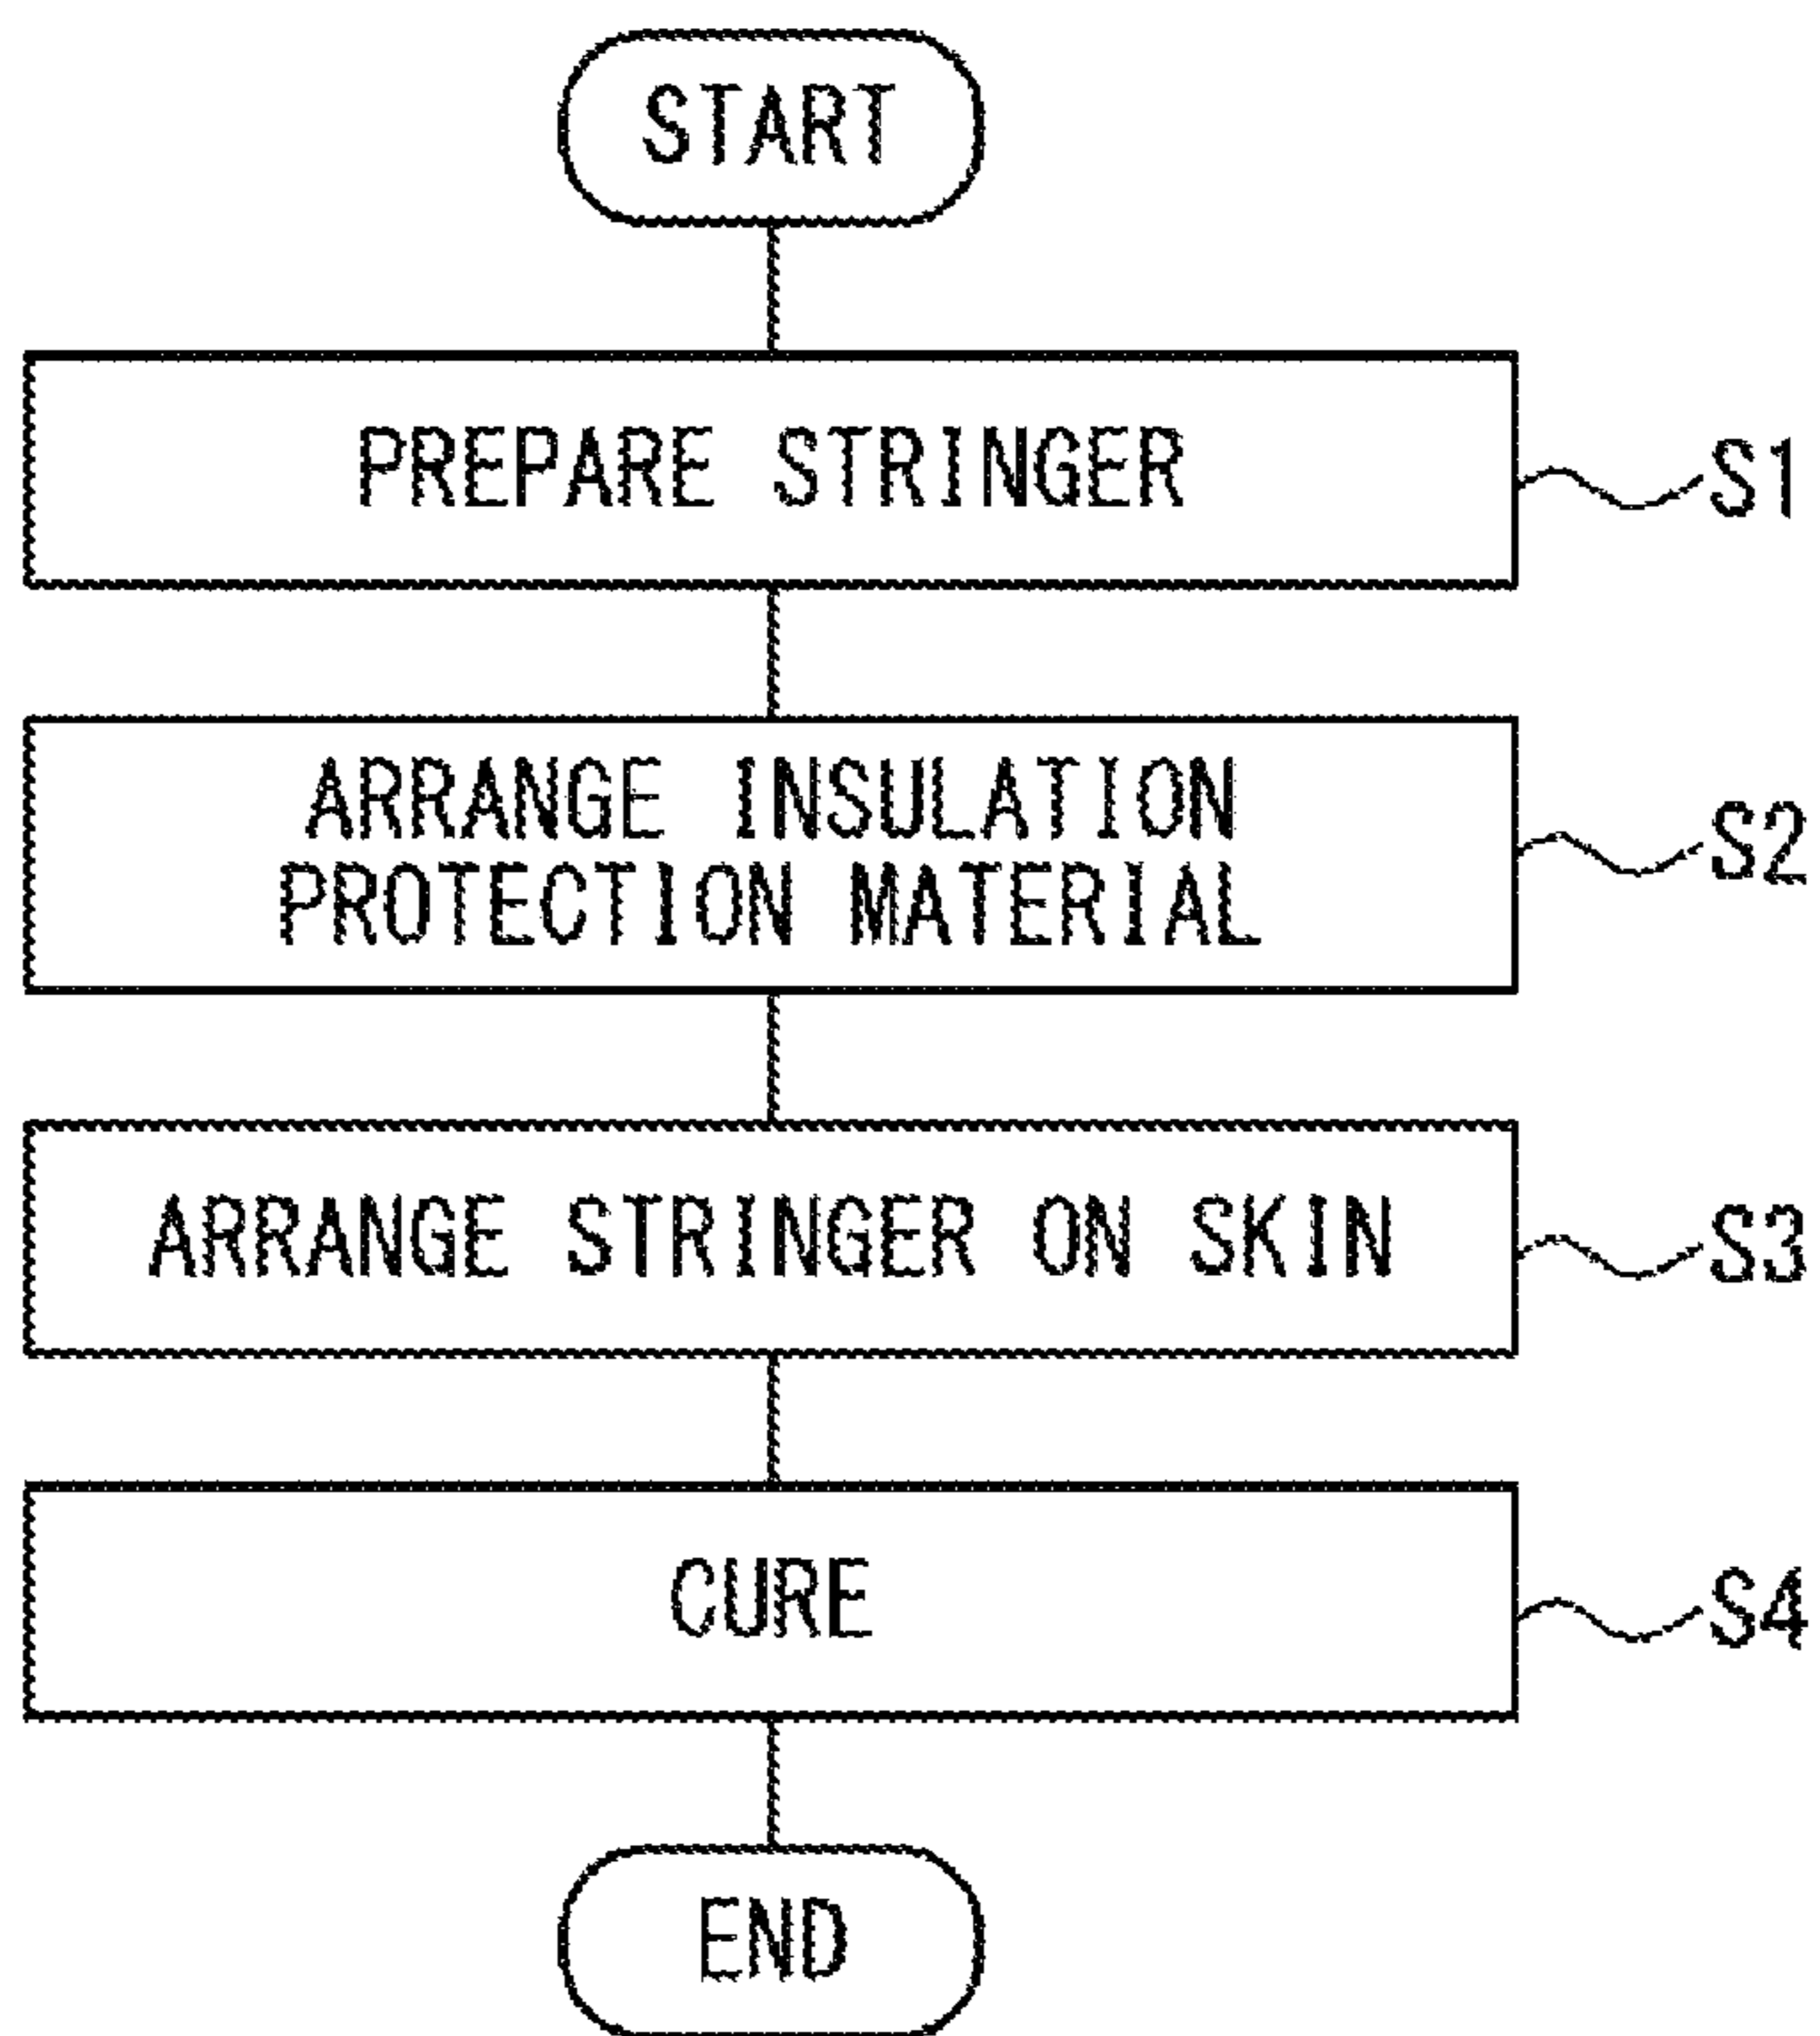 START
PREPARE STRINGER
S1
ARRANGE INSULATION
PROTECTION MATERIAL
S2
ARRANGE STRINGER ON SKIN
S3
CURE
S4
END